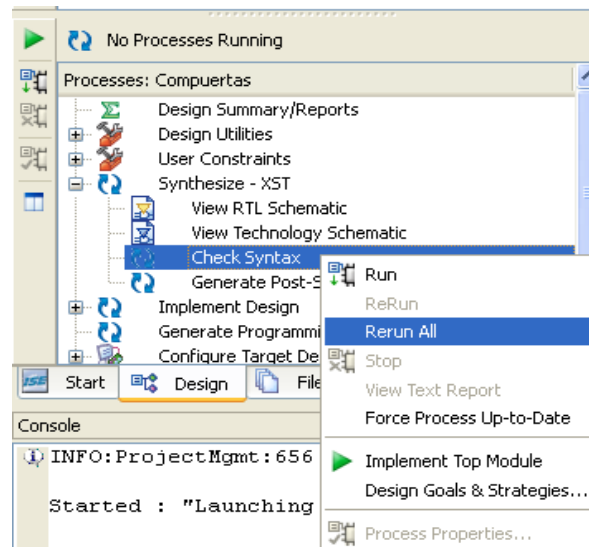 No Processes Running
Processes: Compuertas
Design Summary/Reports
Design Utilities
User Constraints
Synthesize - XST
View RTL Schematic
View Technology Schematic
Check Syntax
Generate Post-S
Implement Design
Generate Programmi
Configure Target De
Run
ReRun
Rerun All
Stop
View Text Report
Force Process Up-to-Date
Implement Top Module
Design Goals & Strategies...
Process Properties...
ISE Start Design File
Console
INFO:ProjectMgmt:656
Started : "Launching